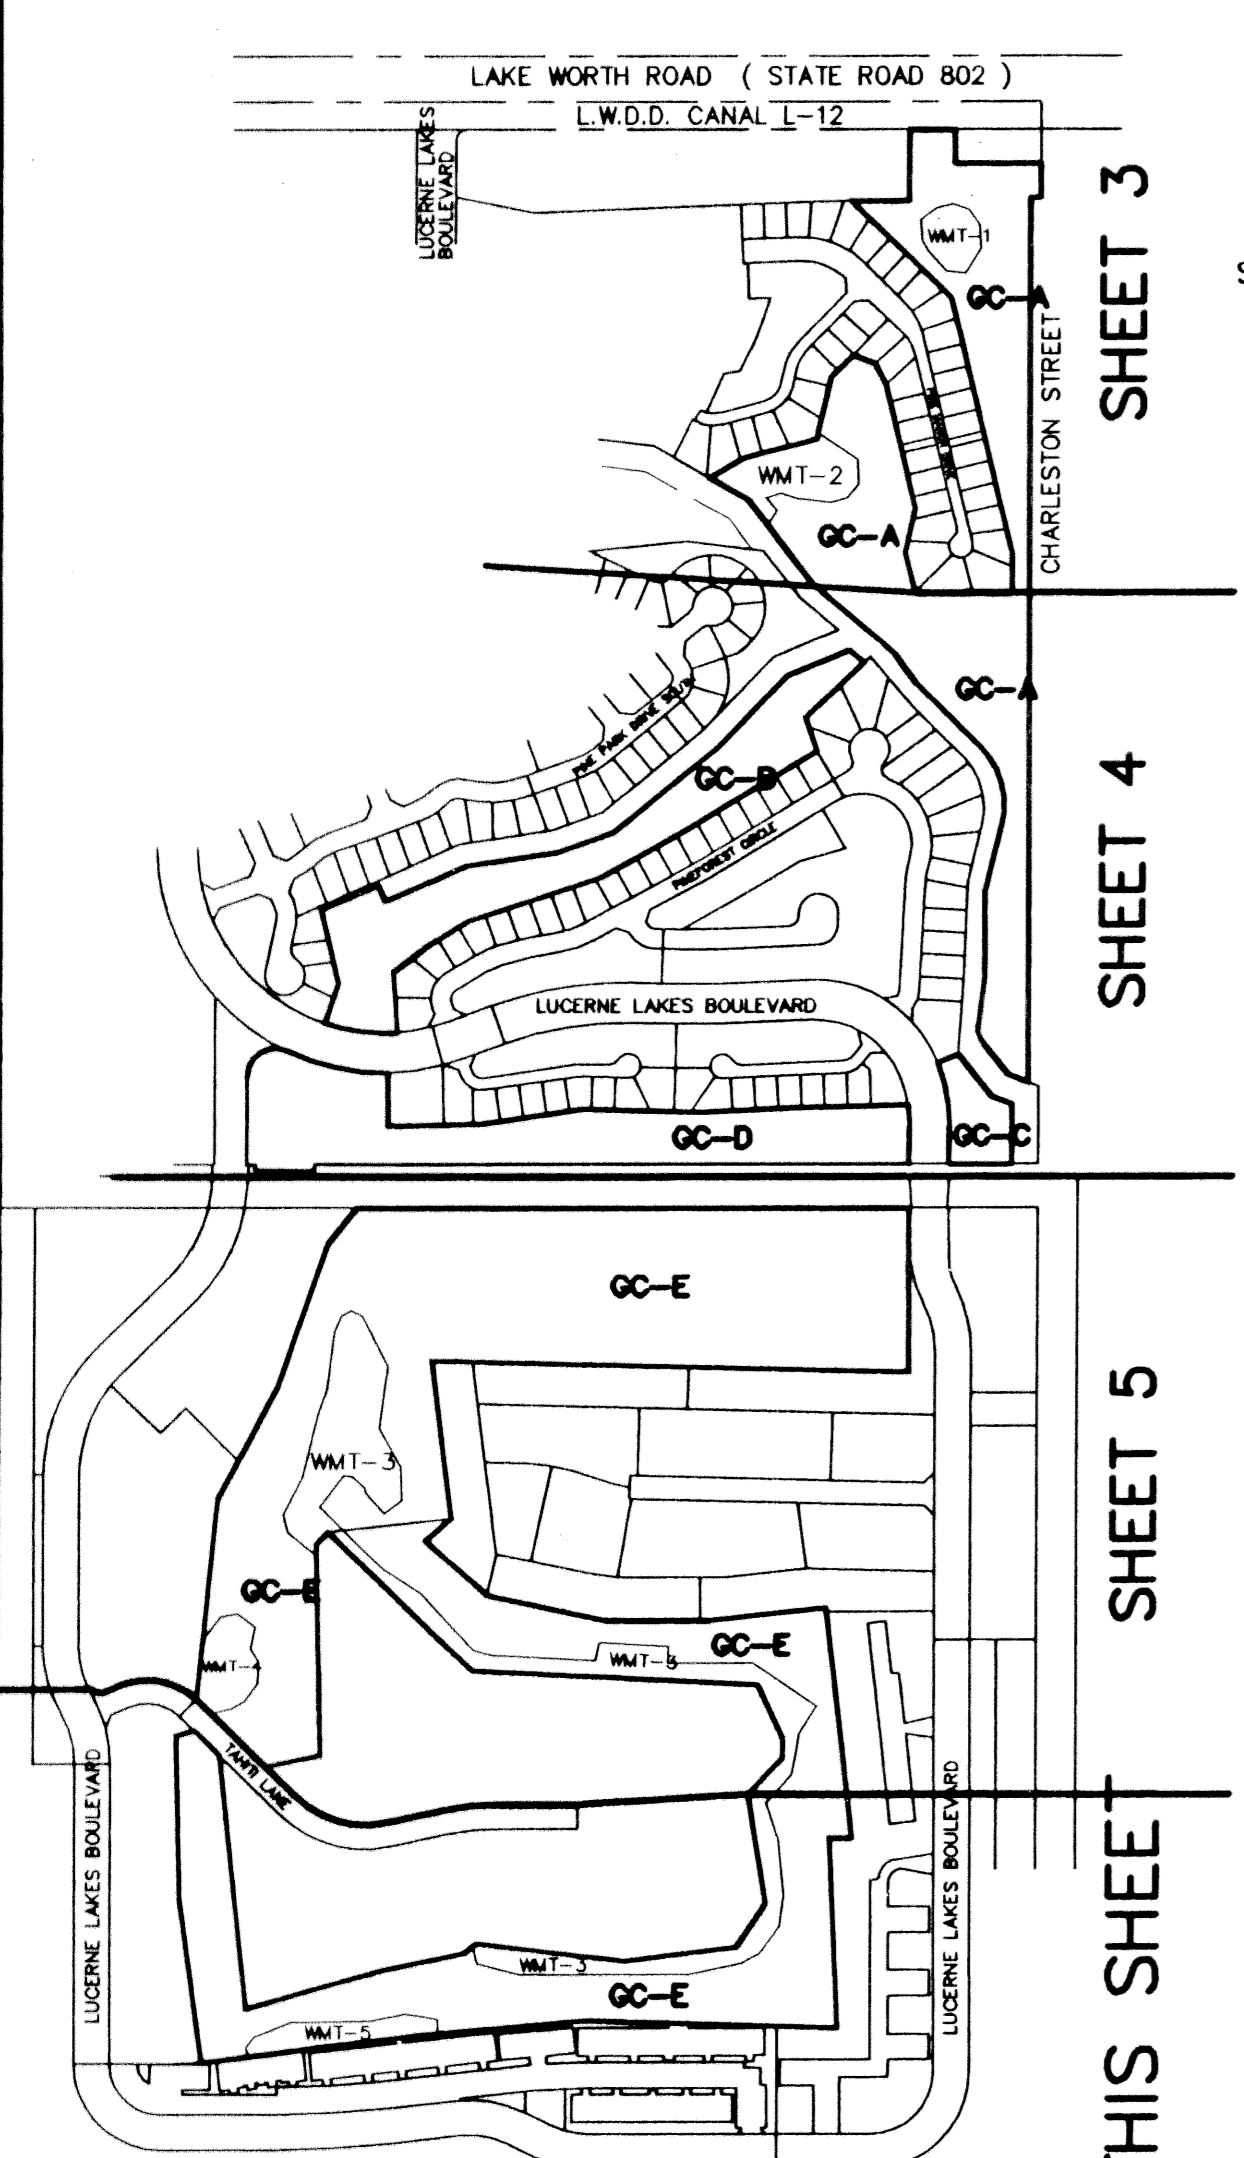 LAKE WORTH ROAD ( STATE ROAD 802 )
L.W.D.D. CANAL L-12
LUCERNE LAKES
BOULEVARD
SHEET 3
WMT-1
GC-A
CHARLESTON STREET
WMT-2
GC-A
GC-A
PINE PARK DRIVE SOUTH
GC-B
SHEET 4
PINEFOREST CIRCLE
LUCERNE LAKES BOULEVARD
GC-D
GC-C
GC-E
SHEET 5
WMT-3
GC-E
GC-E
WMT-3
WMT-4
TAHITI LANE
LUCERNE LAKES BOULEVARD
LUCERNE LAKES BOULEVARD
THIS SHEET
WMT-3
GC-E
WMT-5